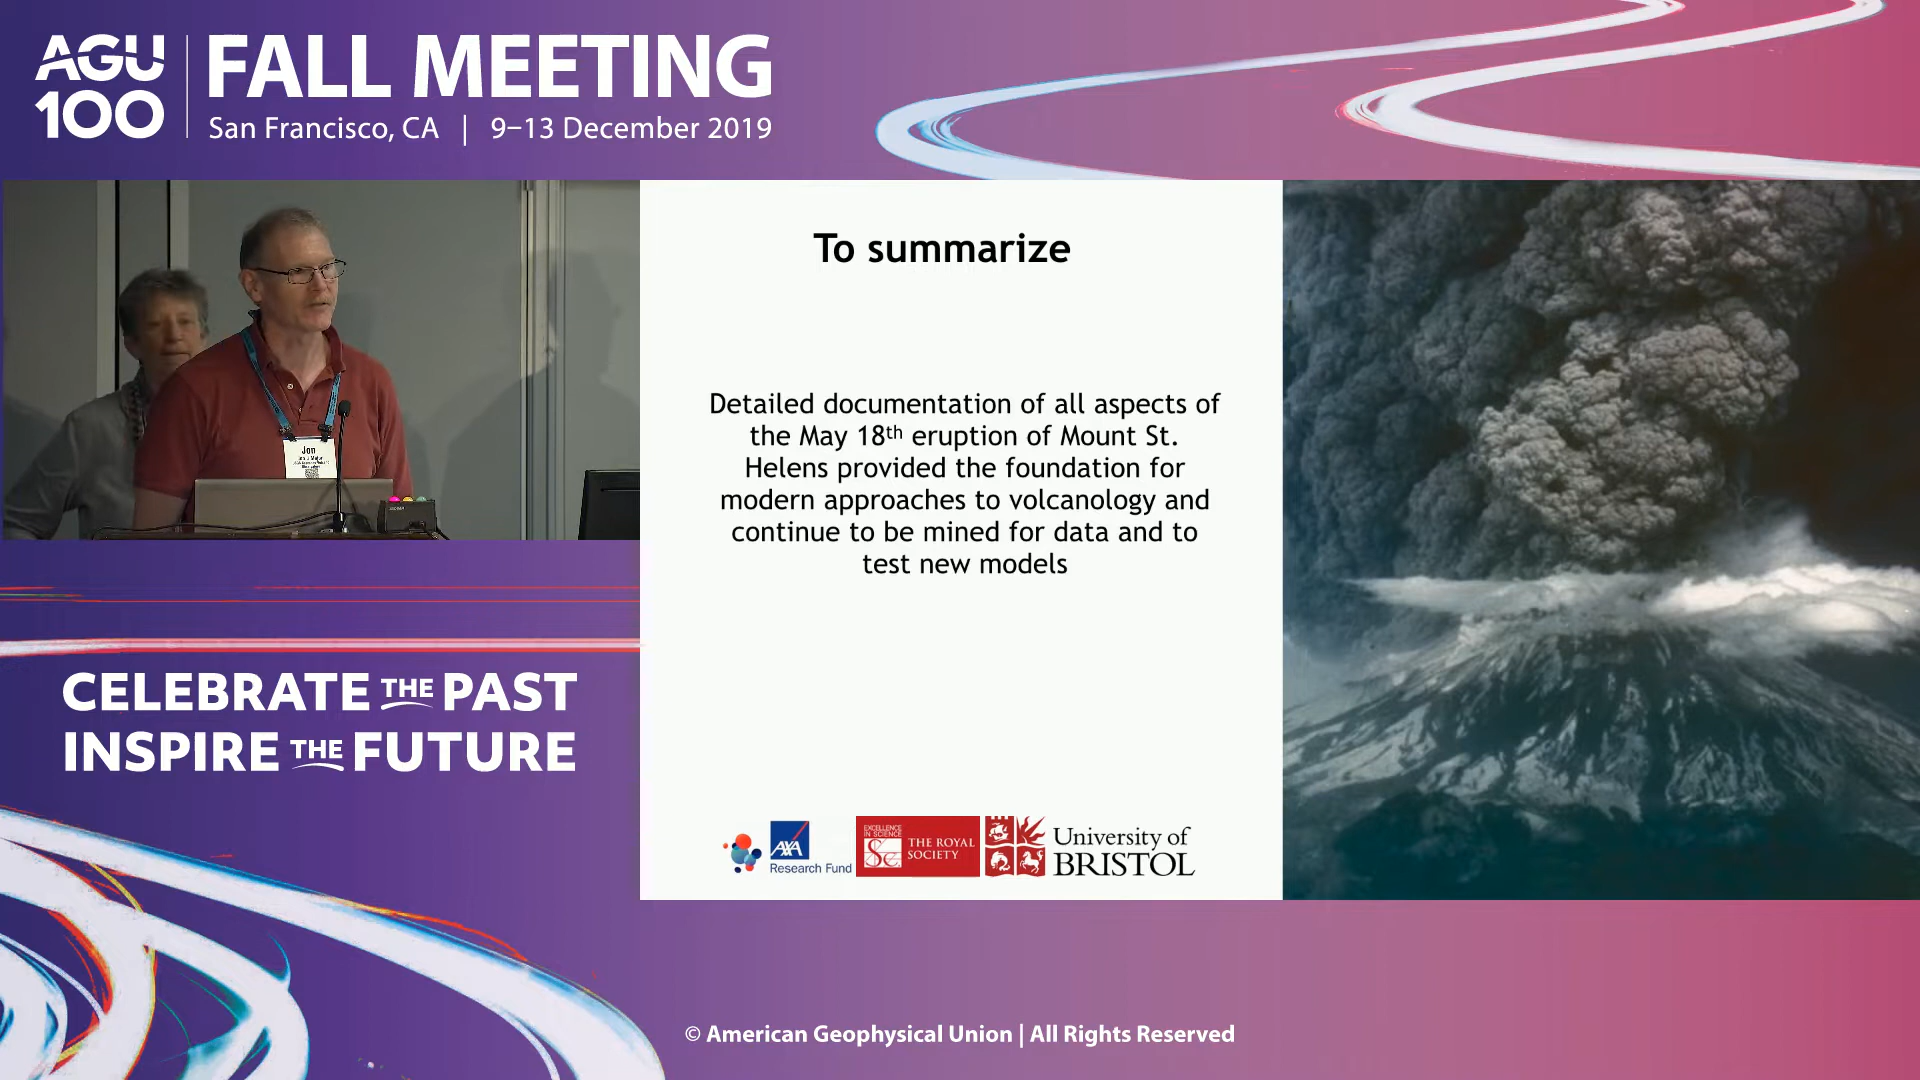 AGU
100
FALL MEETING
San Francisco, CA | 9–13 December 2019
Jon
To summarize
Detailed documentation of all aspects of
the May 18th eruption of Mount St.
Helens provided the foundation for
modern approaches to volcanology and
continue to be mined for data and to
test new models
CELEBRATE THE PAST
INSPIRE THE FUTURE
AXA
Research Fund
EXCELLENCE
IN SCIENCE
THE ROYAL
SOCIETY
University of
BRISTOL
© American Geophysical Union | All Rights Reserved